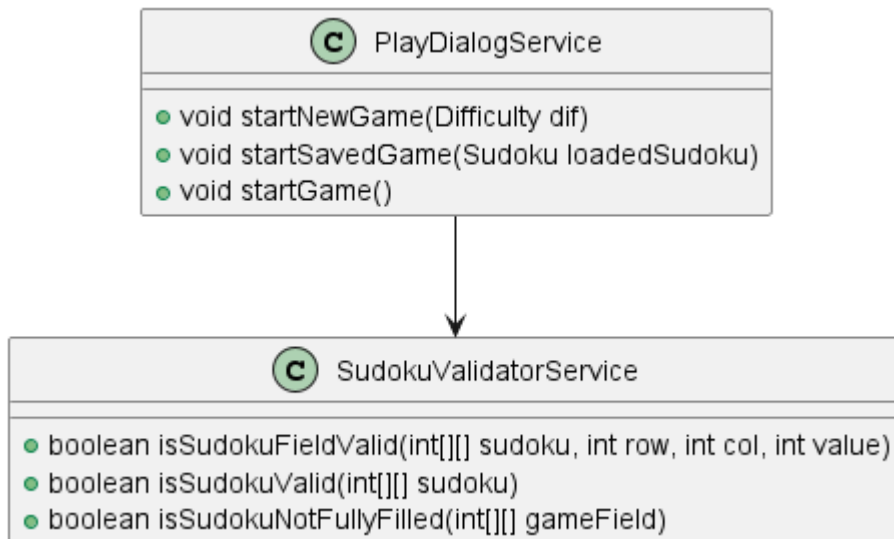 C PlayDialogService
void startNewGame(Difficulty dif)
void startSavedGame(Sudoku loadedSudoku)
void startGame()
C SudokuValidatorService
boolean isSudokuFieldValid(int[][] sudoku, int row, int col, int value)
boolean isSudokuValid(int[][] sudoku)
boolean isSudokuNotFullyFilled(int[][] gameField)